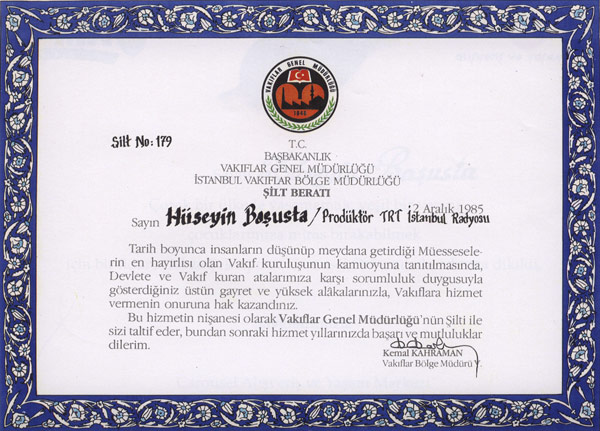 VAKIFLAR GENEL MÜDÜRLÜĞÜ
1048
Şilt No: 179
T.C.
BAŞBAKANLIK
VAKIFLAR GENEL MÜDÜRLÜĞÜ
İSTANBUL VAKIFLAR BÖLGE MÜDÜRLÜĞÜ
ŞİLT BERATI
2 Aralık 1985
Sayın Hüseyin Boşusta / Prodüktör TRT İstanbul Radyosu
Tarih boyunca insanların düşünüp meydana getirdiği Müessesele-
rin en hayırlısı olan Vakıf kuruluşunun kamuoyuna tanıtılmasında,
Devlete ve Vakıf kuran atalarımıza karşı sorumluluk duygusuyla
gösterdiğiniz üstün gayret ve yüksek alâkalarınızla, Vakıflara hizmet
vermenin onuruna hak kazandınız.
Bu hizmetin nişanesi olarak Vakıflar Genel Müdürlüğü'nün Şilti ile
sizi taltif eder, bundan sonraki hizmet yıllarınızda başarı ve mutluluklar
dilerim.
Kemal KAHRAMAN
Vakıflar Bölge Müdürü